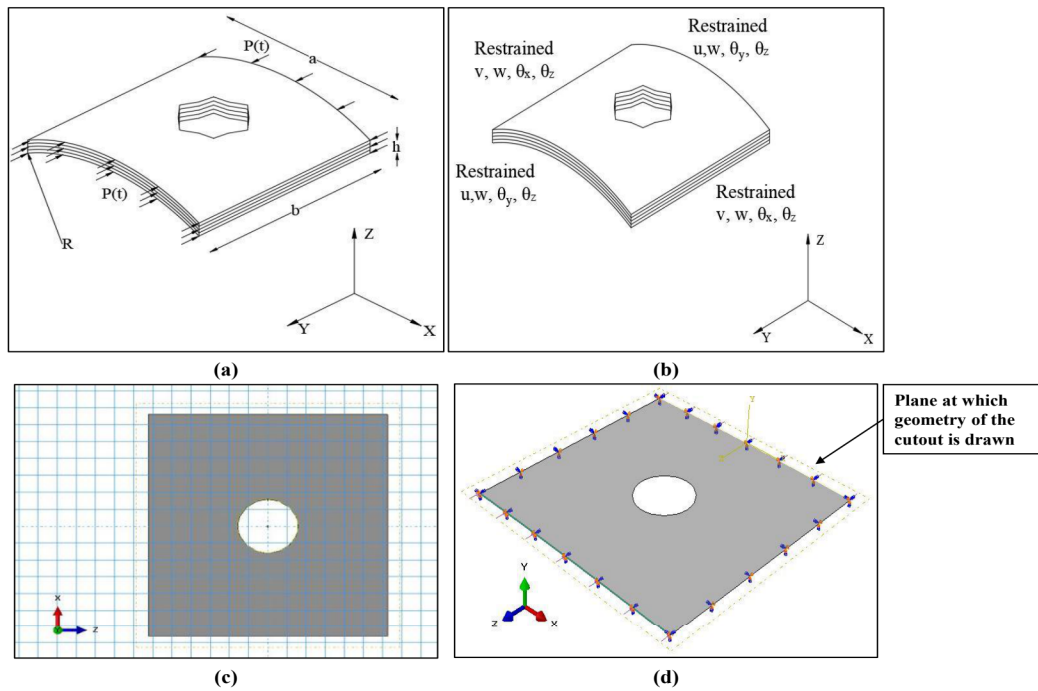 P(t)
a
h
P(t)
b
R
Z
Y
X
(a)
Restrained
u,w, θy, θz
Restrained
v, w, θx, θz
Restrained
u,w, θy, θz
Restrained
v, w, θx, θz
Z
Y
X
(b)
x
z
(c)
Y
Y
z
x
(d)
Plane at which
geometry of the
cutout is drawn